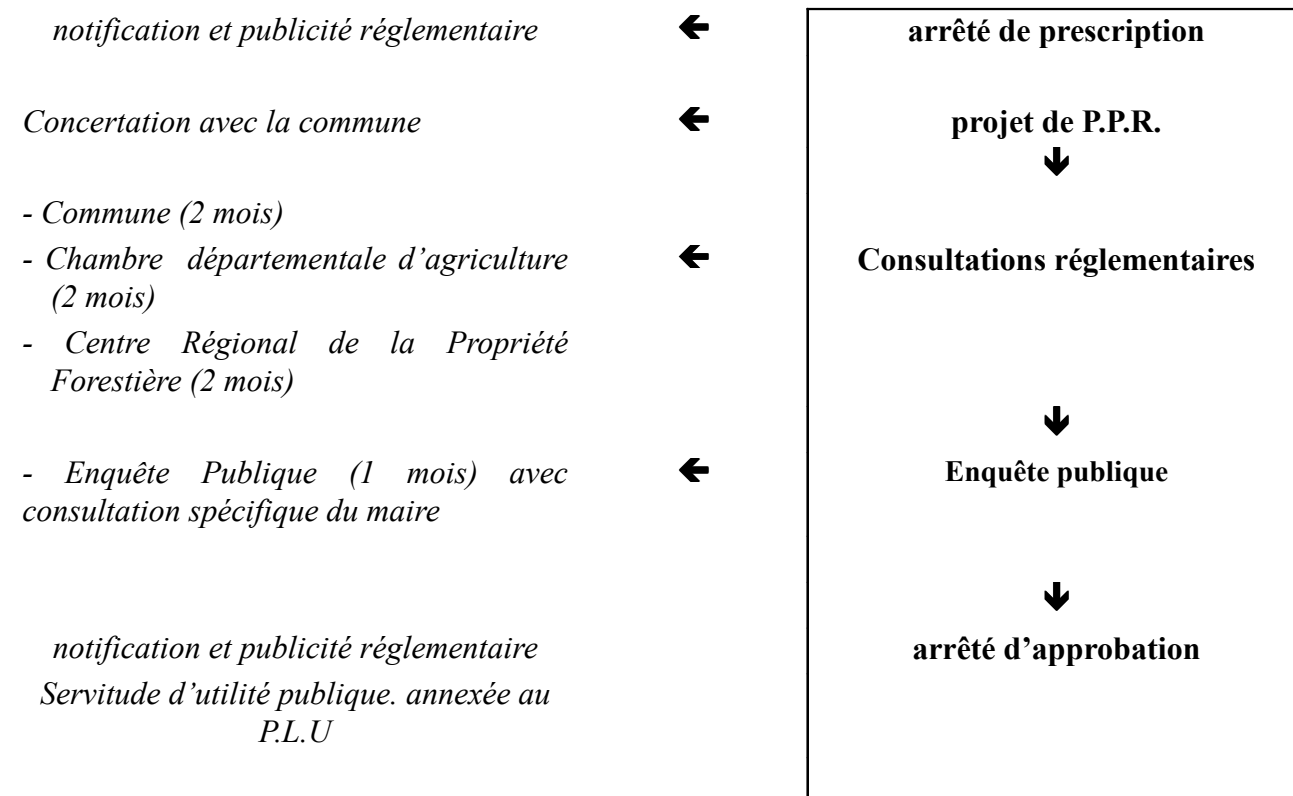 notification et publicité réglementaire 🡸 arrêté de prescription
Concertation avec la commune 🡸 projet de P.P.R.
🡻
- Commune (2 mois)
- Chambre départementale d’agriculture 🡸 Consultations réglementaires
(2 mois)
- Centre Régional de la Propriété
Forestière (2 mois)
🡻
- Enquête Publique (1 mois) avec 🡸 Enquête publique
consultation spécifique du maire
🡻
notification et publicité réglementaire arrêté d’approbation
Servitude d’utilité publique. annexée au
P.L.U